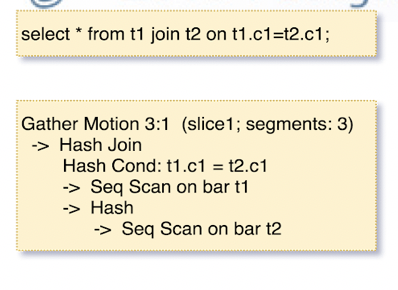 select * from t1 join t2 on t1.c1=t2.c1;
Gather Motion 3:1 (slice1; segments: 3)
-> Hash Join
Hash Cond: t1.c1 = t2.c1
-> Seq Scan on bar t1
-> Hash
-> Seq Scan on bar t2